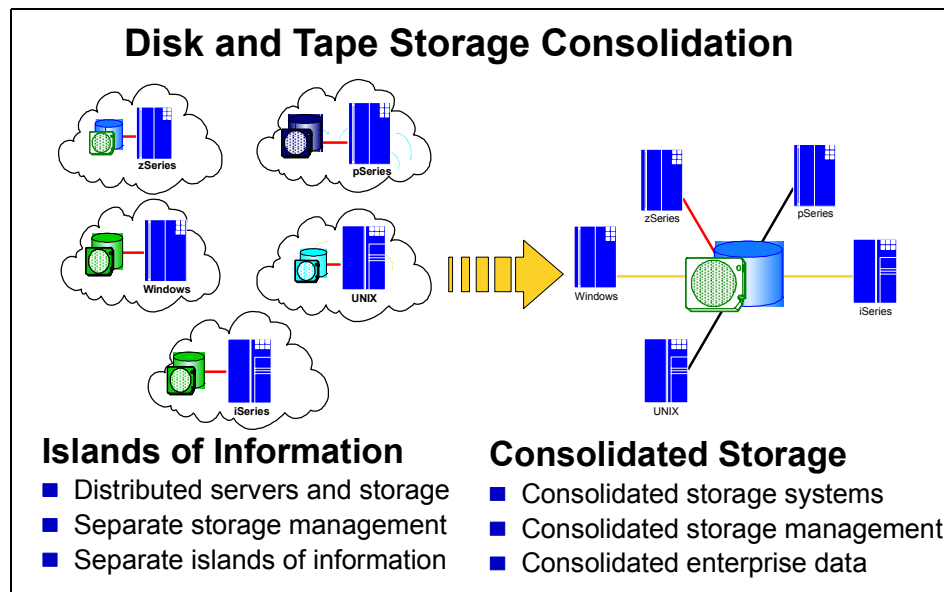 Disk and Tape Storage Consolidation
zSeries
pSeries
Windows
UNIX
iSeries
zSeries
pSeries
Windows
iSeries
UNIX
Islands of Information
Distributed servers and storage
Separate storage management
Separate islands of information
Consolidated Storage
Consolidated storage systems
Consolidated storage management
Consolidated enterprise data